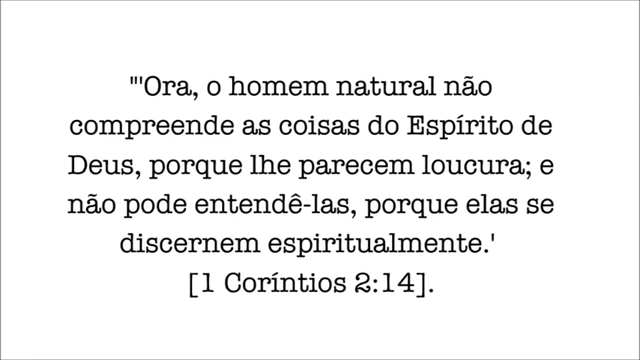 "'Ora, o homem natural não
compreende as coisas do Espírito de
Deus, porque lhe parecem loucura; e
não pode entendê-las, porque elas se
discernem espiritualmente.'
[1 Coríntios 2:14].